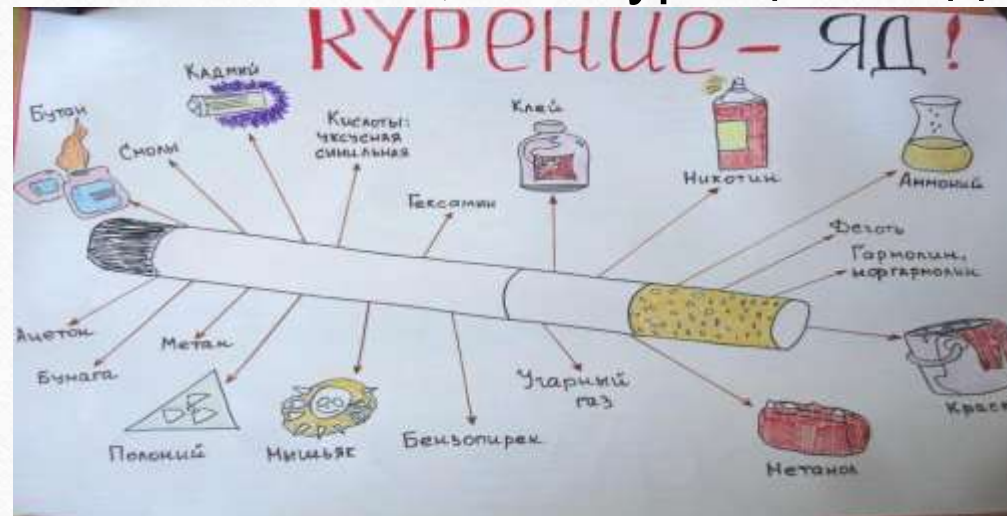 КУРЕНИЕ - ЯД!
Кадмий
Бутан
Смолы
Кислоты:
уксусная
синильная
Гексамин
Клей
Никотин
Аммоний
Деготь
Гармолин,
норгармолин
Ацетон
Бумага
Метан
Полоний
Мышьяк
Бензопирен
Угарный
газ
Метанол